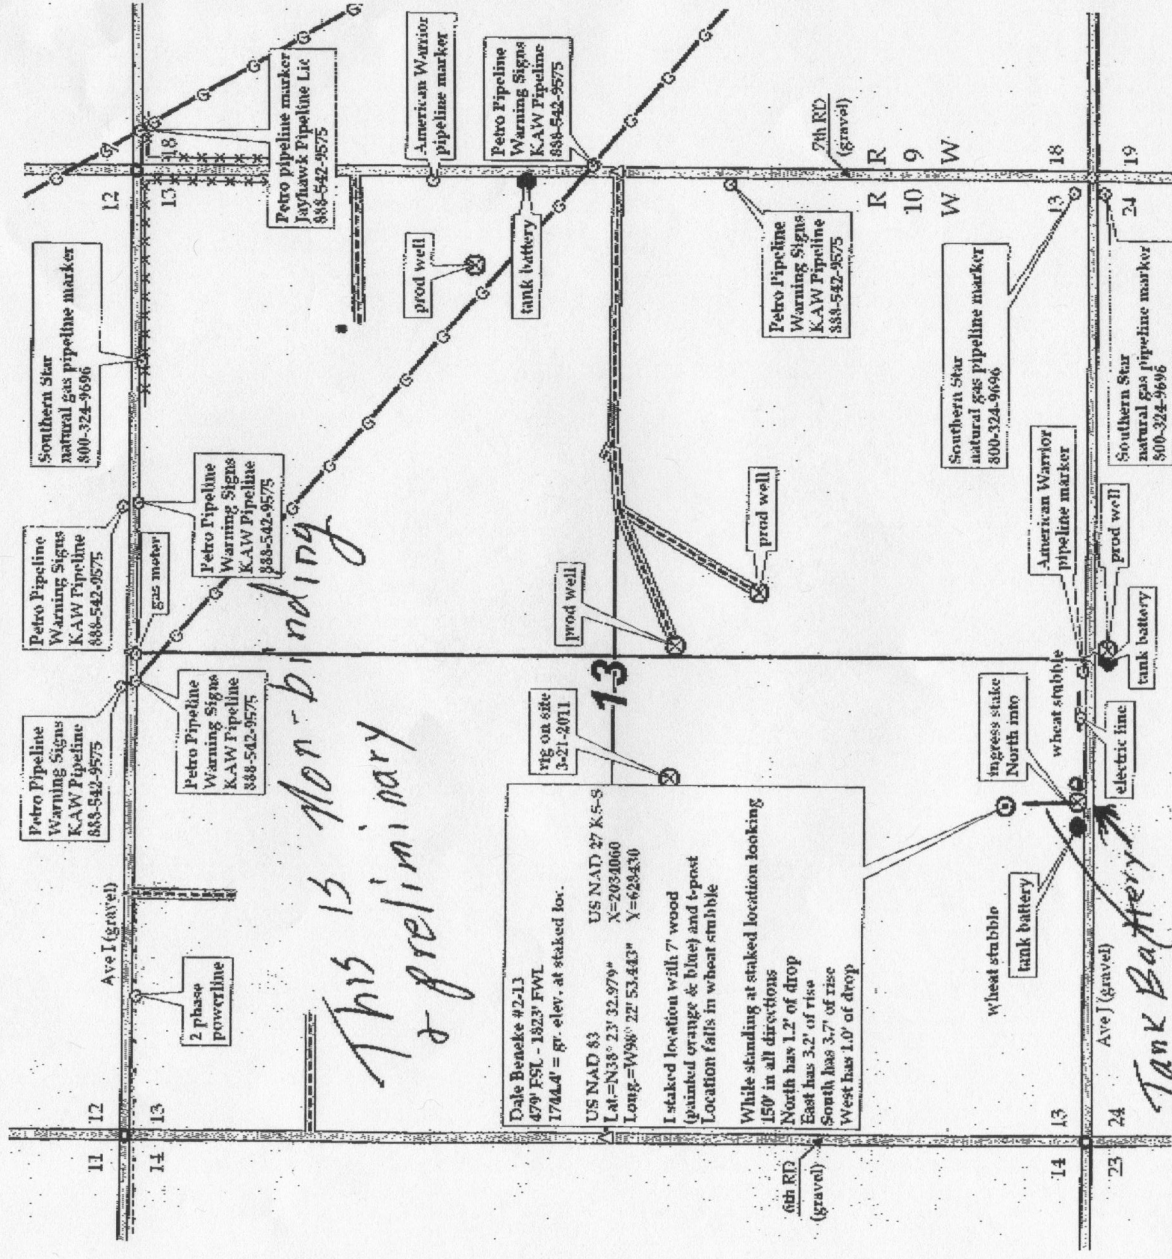 11
12
14
13
2 phase
powerline
Ave I (gravel)
Petro Pipeline
Warning Signs
KAW Pipeline
888-542-9575
Petro Pipeline
Warning Signs
KAW Pipeline
888-542-9575
gas meter
Petro Pipeline
Warning Signs
KAW Pipeline
888-542-9575
Petro Pipeline
Warning Signs
KAW Pipeline
888-542-9575
Southern Star
natural gas pipeline marker
800-324-9696
12
13
18
Petro pipeline marker
Jayhawk Pipeline Llc
888-542-9575
This is Non-binding
& preliminary
American Warrior
pipeline marker
prod well
tank battery
Petro Pipeline
Warning Signs
KAW Pipeline
888-542-9575
Dale Beneke #2-13
479' FSL - 1823' FWL
1744.4' = gr. elev. at staked loc.
US NAD 83
Lat.=N38° 23' 32.979"
Long.=W98° 22' 53.443"
US NAD 27 KS-S
X=2034060
Y=628430
I staked location with 7' wood
(painted orange & blue) and t-post
Location falls in wheat stubble
While standing at staked location looking
150' in all directions
North has 1.2' of drop
East has 3.2' of rise
South has 3.7' of rise
West has 1.0' of drop
rig on site
3-21-2011
13
prod well
prod well
Petro Pipeline
Warning Signs
KAW Pipeline
888-542-9575
6th RD
(gravel)
7th RD
(gravel)
R
10
W
R
9
W
wheat stubble
tank battery
ingress stake
North into
wheat stubble
American Warrior
pipeline marker
Southern Star
natural gas pipeline marker
800-324-9696
14
13
23
24
Ave J (gravel)
Tank Battery
electric line
tank battery
prod well
Southern Star
natural gas pipeline marker
800-324-9696
13
18
24
19